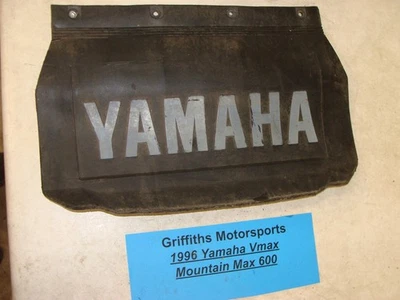 YAMAHA
Griffiths Motorsports
1996 Yamaha Vmax
Mountain Max 600